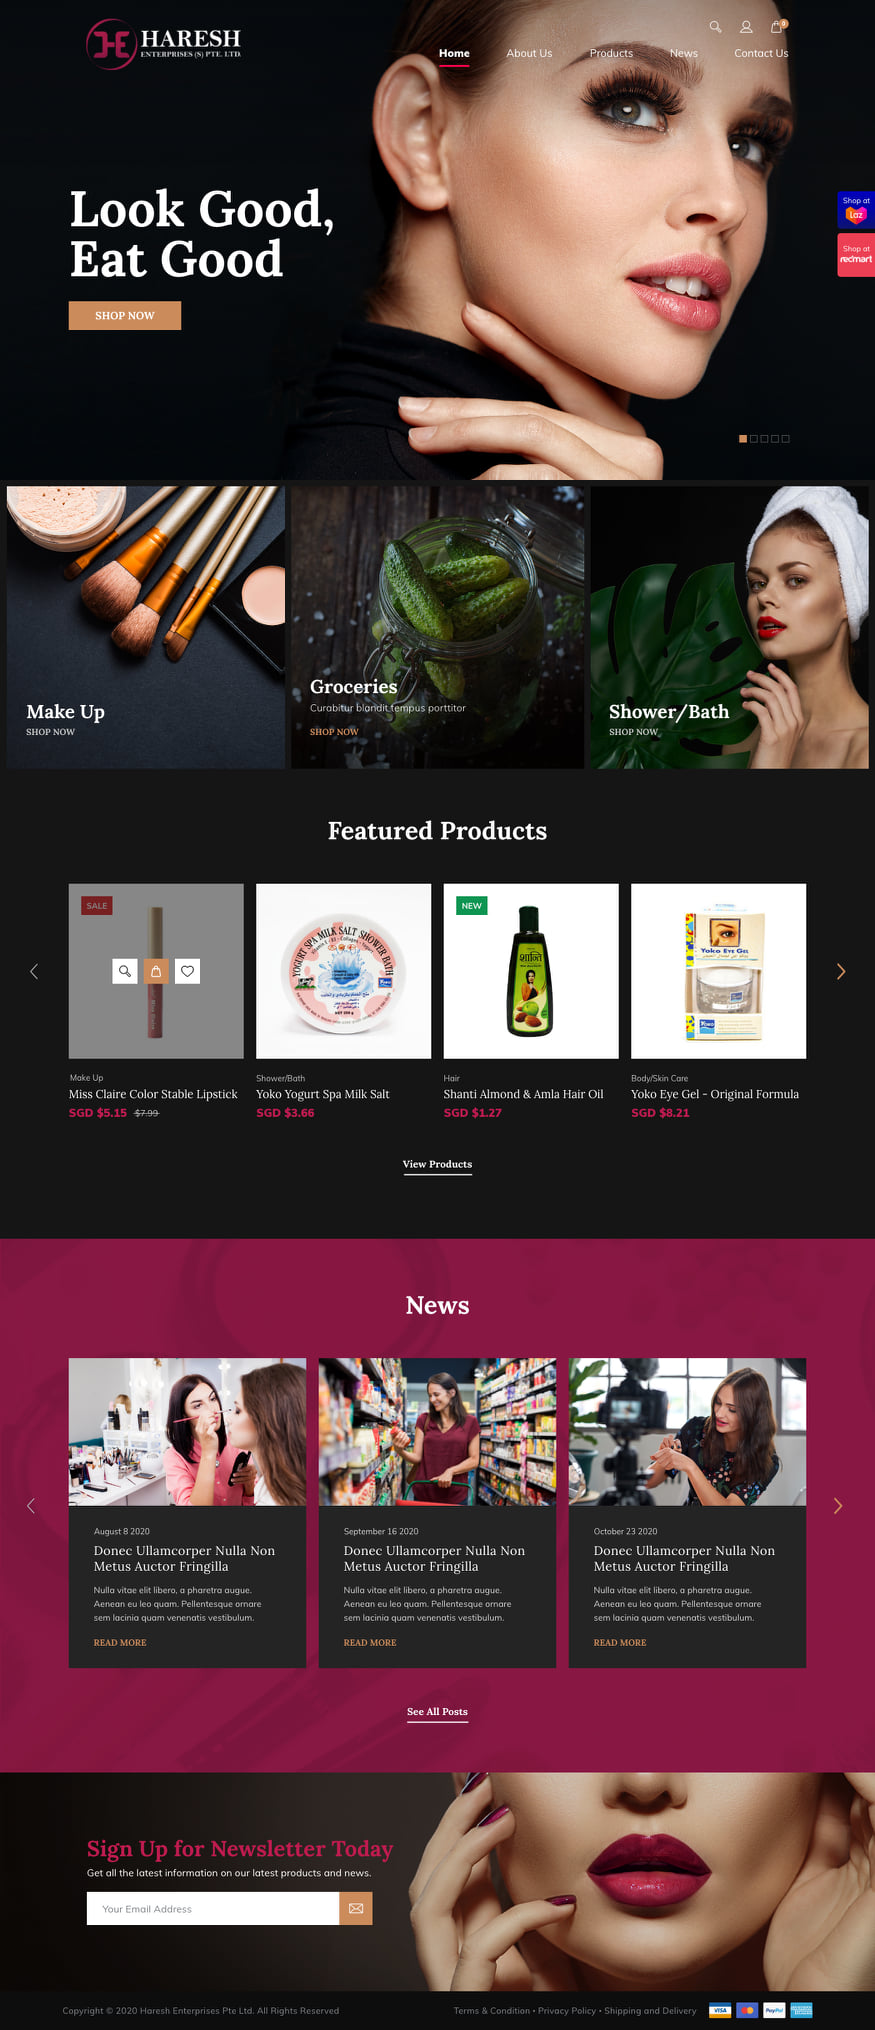 HARESH
ENTERPRISES (S) PTE. LTD.
0
Home
About Us
Products
News
Contact Us
Look Good,
Eat Good
SHOP NOW
Shop at
Laz
Shop at
redmart
Make Up
SHOP NOW
Groceries
Curabitur blandit tempus porttitor
SHOP NOW
Shower/Bath
SHOP NOW
Featured Products
SALE
YOGURT SPA MILK SALT SHOWER BATH
NEW
शान्ति
Yoko Eye Gel
YOKO
Make Up
Miss Claire Color Stable Lipstick
SGD $5.15 $7.99
Shower/Bath
Yoko Yogurt Spa Milk Salt
SGD $3.66
Hair
Shanti Almond & Amla Hair Oil
SGD $1.27
Body/Skin Care
Yoko Eye Gel - Original Formula
SGD $8.21
View Products
News
August 8 2020
Donec Ullamcorper Nulla Non
Metus Auctor Fringilla
Nulla vitae elit libero, a pharetra augue.
Aenean eu leo quam. Pellentesque ornare
sem lacinia quam venenatis vestibulum.
READ MORE
September 16 2020
Donec Ullamcorper Nulla Non
Metus Auctor Fringilla
Nulla vitae elit libero, a pharetra augue.
Aenean eu leo quam. Pellentesque ornare
sem lacinia quam venenatis vestibulum.
READ MORE
October 23 2020
Donec Ullamcorper Nulla Non
Metus Auctor Fringilla
Nulla vitae elit libero, a pharetra augue.
Aenean eu leo quam. Pellentesque ornare
sem lacinia quam venenatis vestibulum.
READ MORE
See All Posts
Sign Up for Newsletter Today
Get all the latest information on our latest products and news.
Your Email Address
Copyright © 2020 Haresh Enterprises Pte Ltd. All Rights Reserved
Terms & Condition • Privacy Policy • Shipping and Delivery
VISA
PayPal